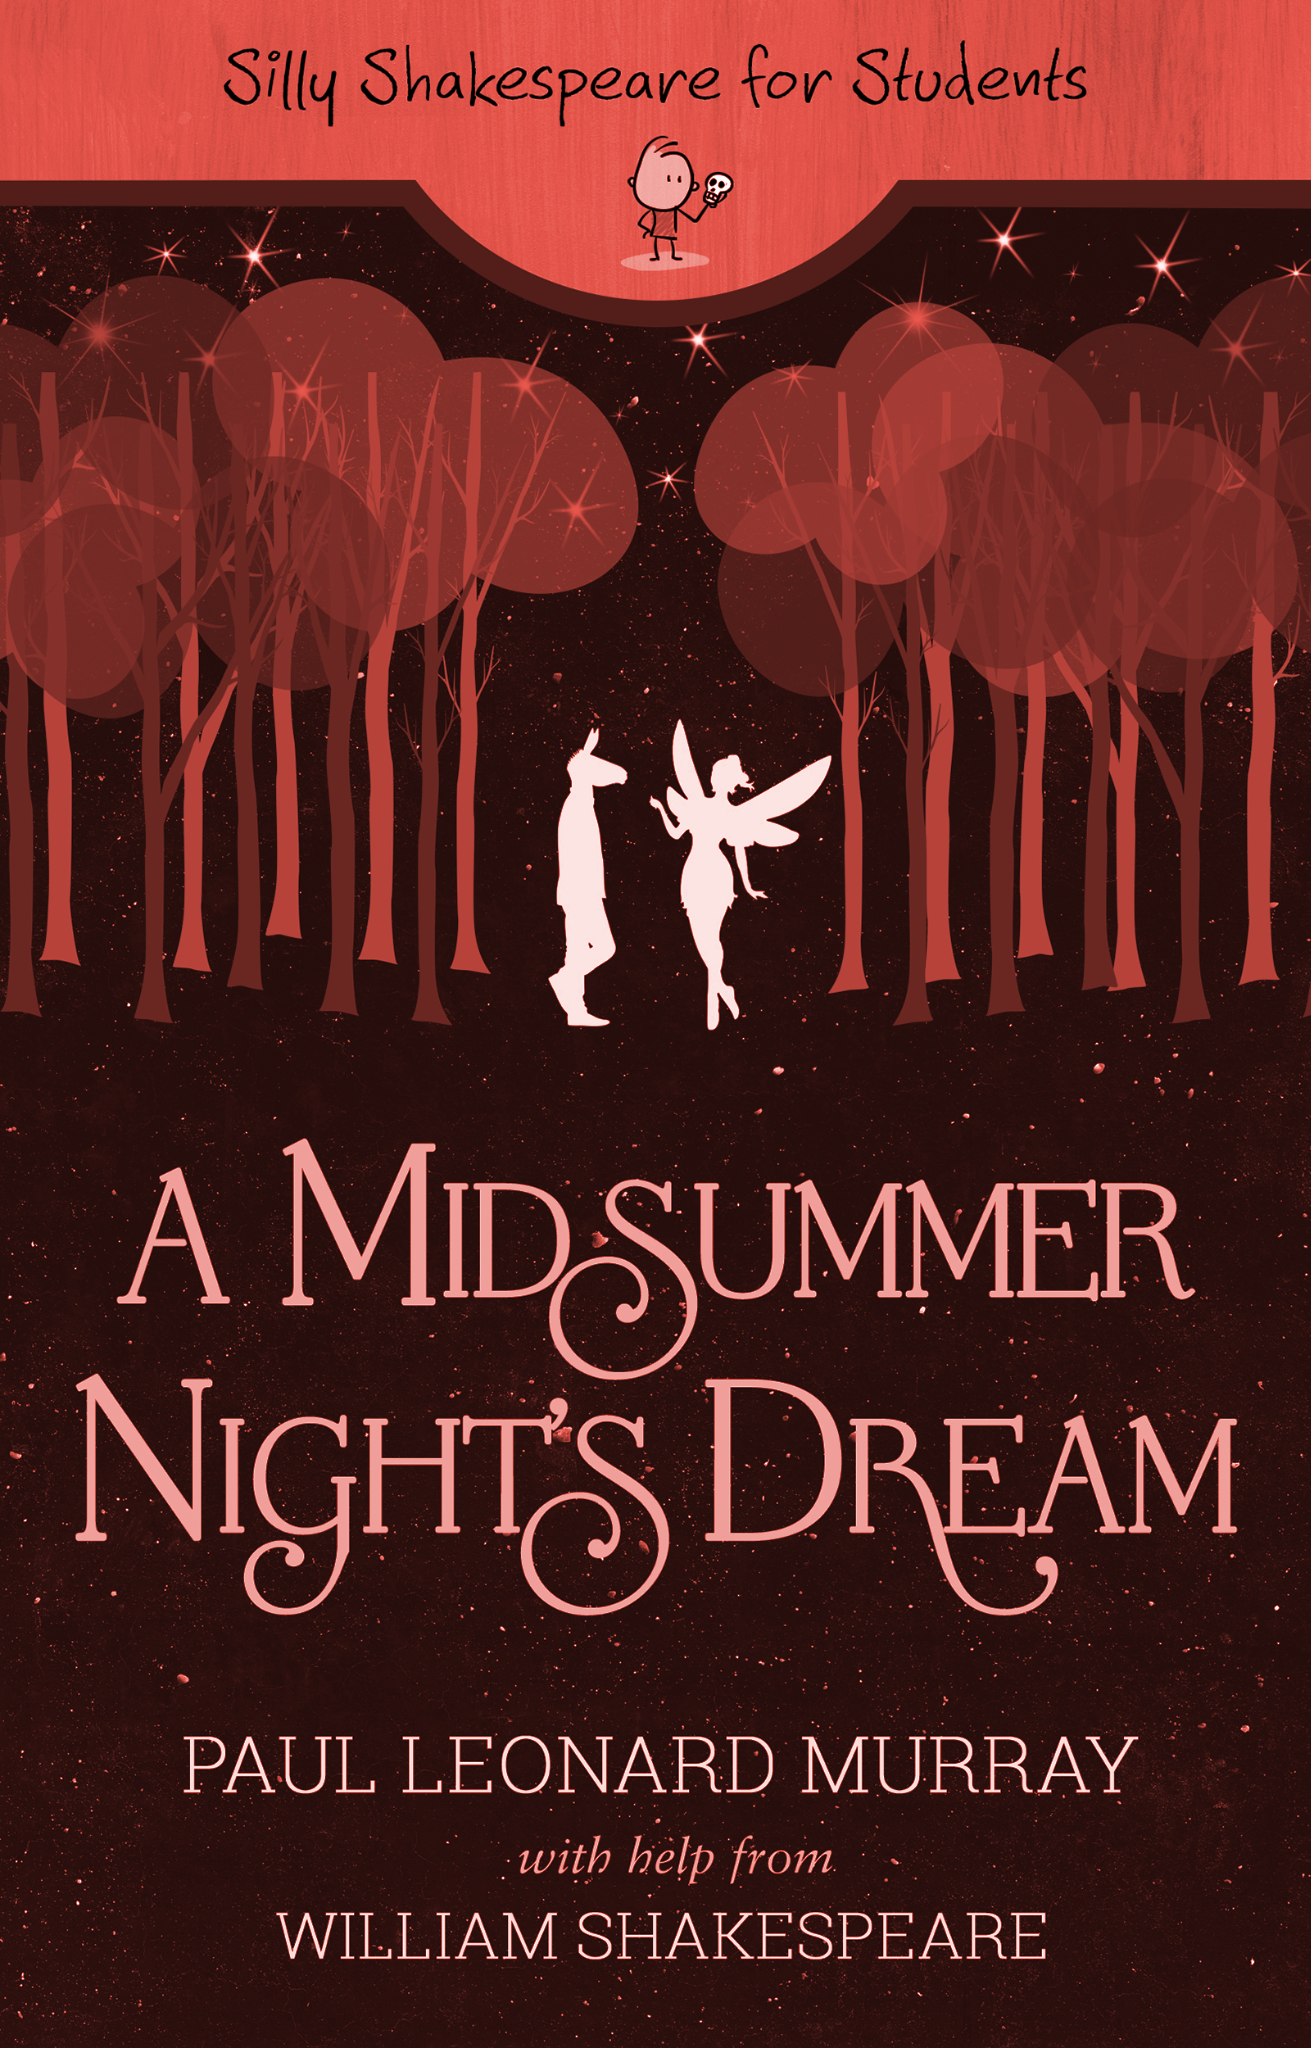 Silly Shakespeare for Students
A MIDSUMMER
NIGHT'S DREAM
PAUL LEONARD MURRAY
with help from
WILLIAM SHAKESPEARE